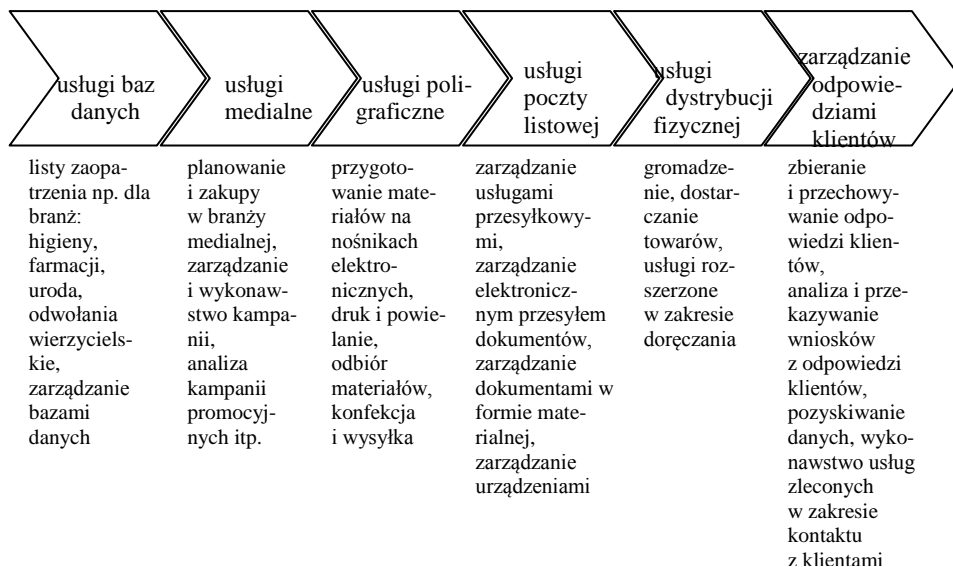 usługi baz
danych
usługi
medialne
usługi poli-
graficzne
usługi
poczty
listowej
usługi
dystrybucji
fizycznej
zarządzanie
odpowie-
dziami
klientów
listy zaopa-
trzenia np. dla
branż:
higieny,
farmacji,
uroda,
odwołania
wierzyciels-
kie,
zarządzanie
bazami
danych
planowanie
i zakupy
w branży
medialnej,
zarządzanie
i wykonaw-
stwo kampa-
nii,
analiza
kampanii
promocyj-
nych itp.
przygoto-
wanie mate-
riałów na
nośnikach
elektro-
nicznych,
druk i powie-
lanie,
odbiór
materiałów,
konfekcja
i wysyłka
zarządzanie
usługami
przesyłkowy-
mi,
zarządzanie
elektronicz-
nym przesyłem
dokumentów,
zarządzanie
dokumentami w
formie mate-
rialnej,
zarządzanie
urządzeniami
gromadze-
nie, dostar-
czanie
towarów,
usługi roz-
szerzone
w zakresie
doręczania
zbieranie
i przechowy-
wanie odpo-
wiedzi klien-
tów,
analiza i prze-
kazywanie
wniosków
z odpowiedzi
klientów,
pozyskiwanie
danych, wyko-
nawstwo usług
zleconych
w zakresie
kontaktu
z klientami